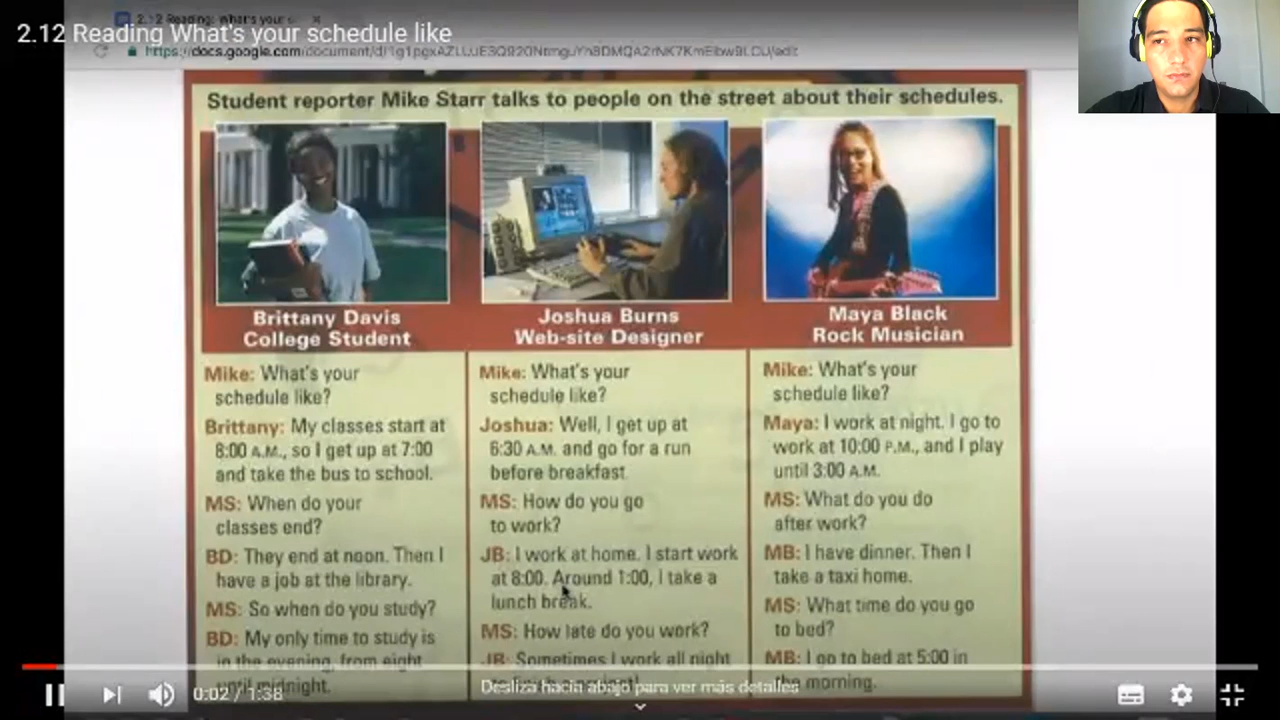 2.12 Reading: What's your
2.12 Reading What's your schedule like
Student reporter Mike Starr talks to people on the street about their schedules.
Brittany Davis
College Student
Mike: What's your
schedule like?
Brittany: My classes start at
8:00 A.M., so I get up at 7:00
and take the bus to school.
MS: When do your
classes end?
BD: They end at noon. Then I
have a job at the library.
MS: So when do you study?
BD: My only time to study is
in the evening, from eight
until midnight.
Joshua Burns
Web-site Designer
Mike: What's your
schedule like?
Joshua: Well, I get up at
6:30 A.M. and go for a run
before breakfast.
MS: How do you go
to work?
JB: I work at home. I start work
at 8:00. Around 1:00, I take a
lunch break.
MS: How late do you work?
JB: Sometimes I work all night
Maya Black
Rock Musician
Mike: What's your
schedule like?
Maya: I work at night. I go to
work at 10:00 P.M., and I play
until 3:00 A.M.
MS: What do you do
after work?
MB: I have dinner. Then I
take a taxi home.
MS: What time do you go
to bed?
MB: I go to bed at 5:00 in
the morning.
0:02 / 1:38
Desliza hacia abajo para ver más detalles